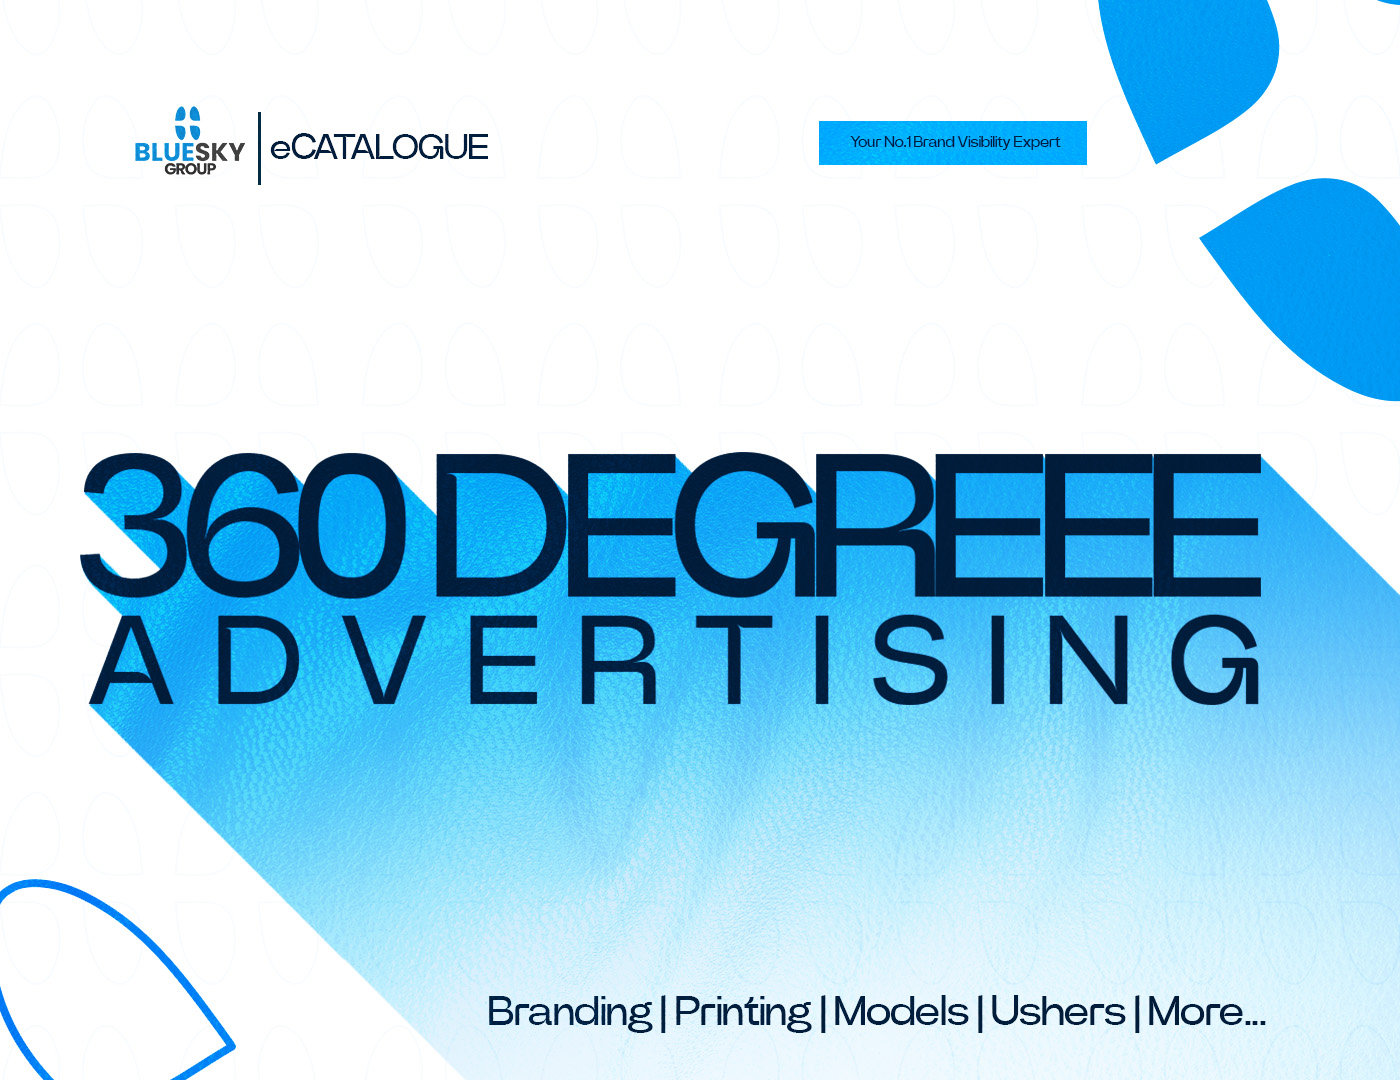 BLUESKY
GROUP
eCATALOGUE
Your No.1 Brand Visibility Expert
360 DEGREEE
ADVERTISING
Branding | Printing | Models | Ushers | More...